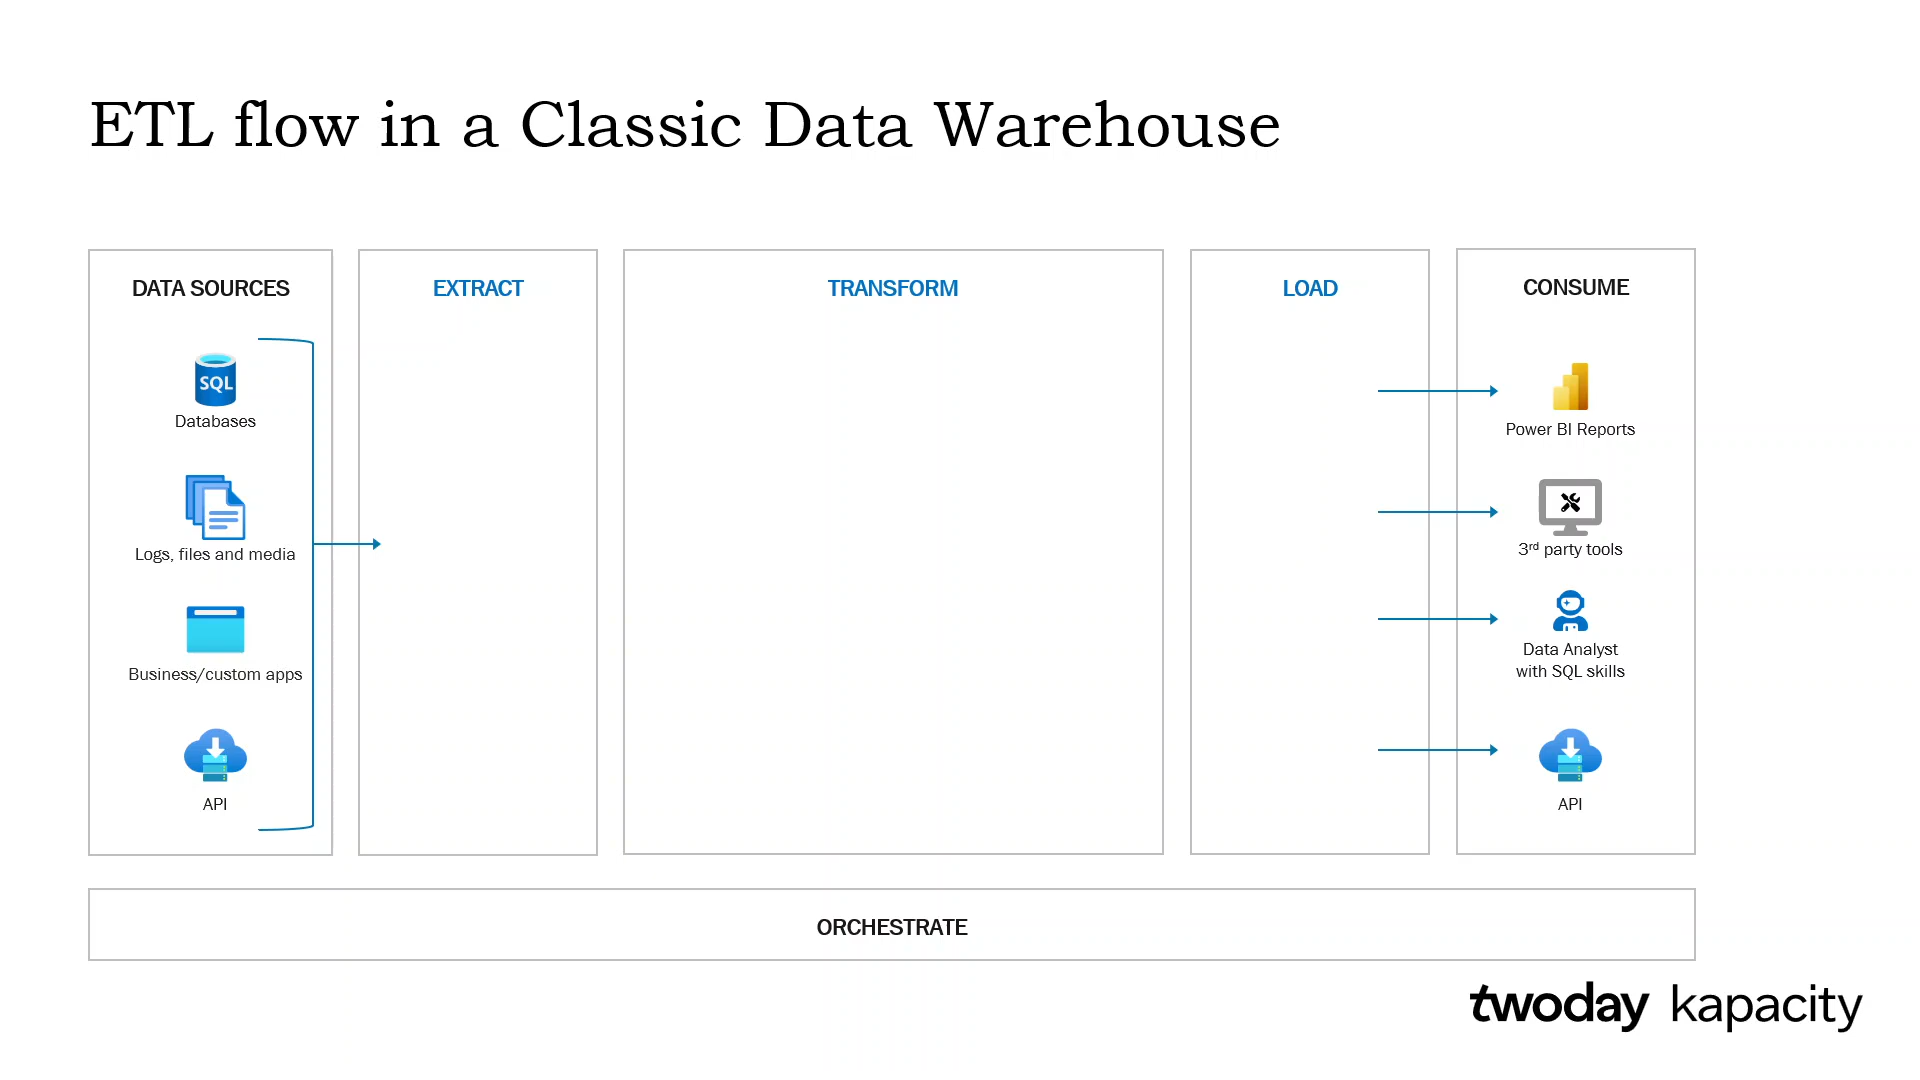 ETL flow in a Classic Data Warehouse
DATA SOURCES
SQL
Databases
Logs, files and media
Business/custom apps
API
EXTRACT
TRANSFORM
LOAD
CONSUME
Power BI Reports
3rd party tools
Data Analyst
with SQL skills
API
ORCHESTRATE
twoday kapacity